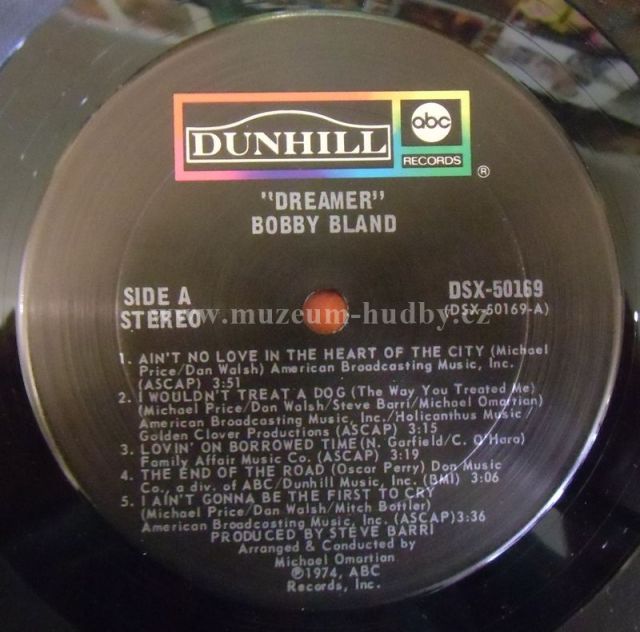 DUNHILL
abc
RECORDS
®
"DREAMER"
BOBBY BLAND
SIDE A
STEREO
DSX-50169
(DSX-50169-A)
www.muzeum-hudby.cz
1. AIN'T NO LOVE IN THE HEART OF THE CITY (Michael
Price/Dan Walsh) American Broadcasting Music, Inc.
(ASCAP) 3:51
2. I WOULDN'T TREAT A DOG (The Way You Treated Me)
(Michael Price/Dan Walsh/Steve Barri/Michael Omartian)
American Broadcasting Music, Inc./Holicanthus Music/
Golden Clover Productions (ASCAP) 3:15
3. LOVIN' ON BORROWED TIME (N. Garfield/C. O'Hara)
Family Affair Music Co. (ASCAP) 3:19
4. THE END OF THE ROAD (Oscar Perry) Don Music
Co., a div. of ABC/Dunhill Music, Inc. (BMI) 3:06
5. I AIN'T GONNA BE THE FIRST TO CRY
(Michael Price/Dan Walsh/Mitch Bottler)
American Broadcasting Music, Inc. (ASCAP) 3:36
PRODUCED BY STEVE BARRI
Arranged & Conducted by
Michael Omartian
℗1974, ABC
Records, Inc.